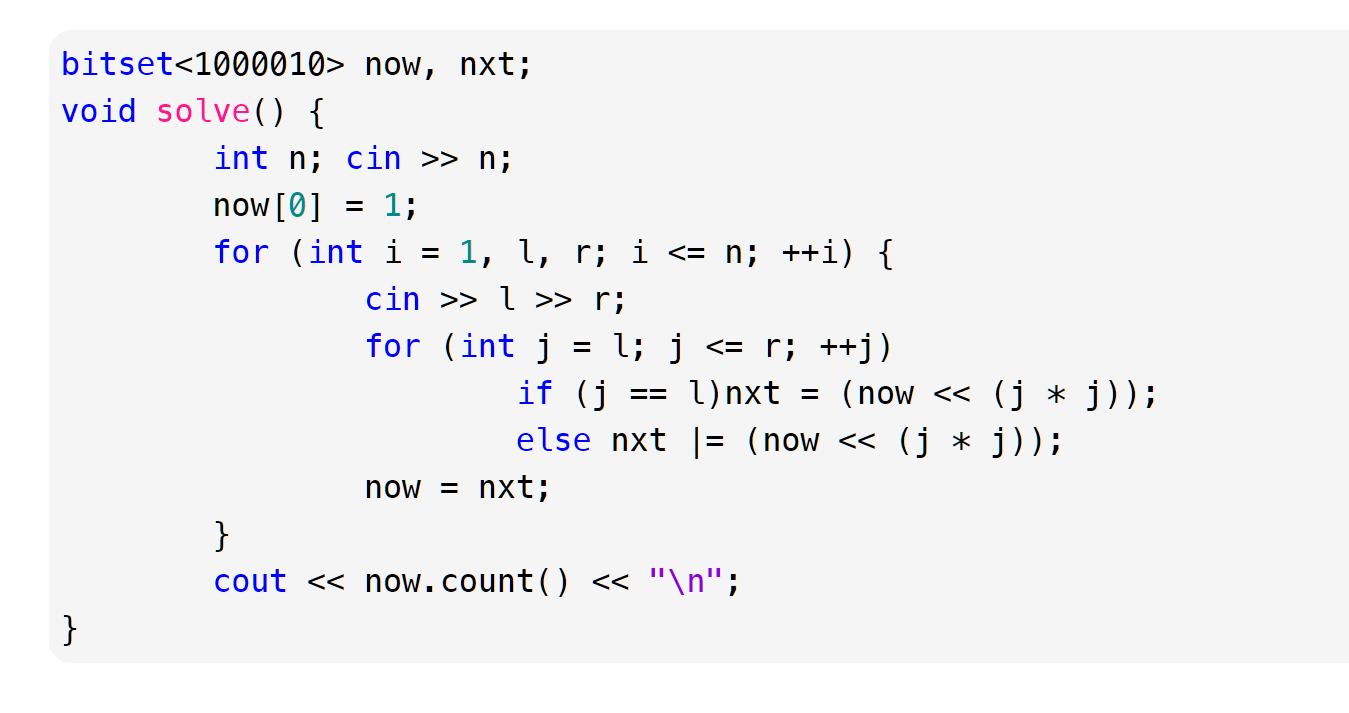 bitset<1000010> now, nxt;
void solve() {
        int n; cin >> n;
        now[0] = 1;
        for (int i = 1, l, r; i <= n; ++i) {
                cin >> l >> r;
                for (int j = l; j <= r; ++j)
                        if (j == l)nxt = (now << (j * j));
                        else nxt |= (now << (j * j));
                now = nxt;
        }
        cout << now.count() << "\n";
}